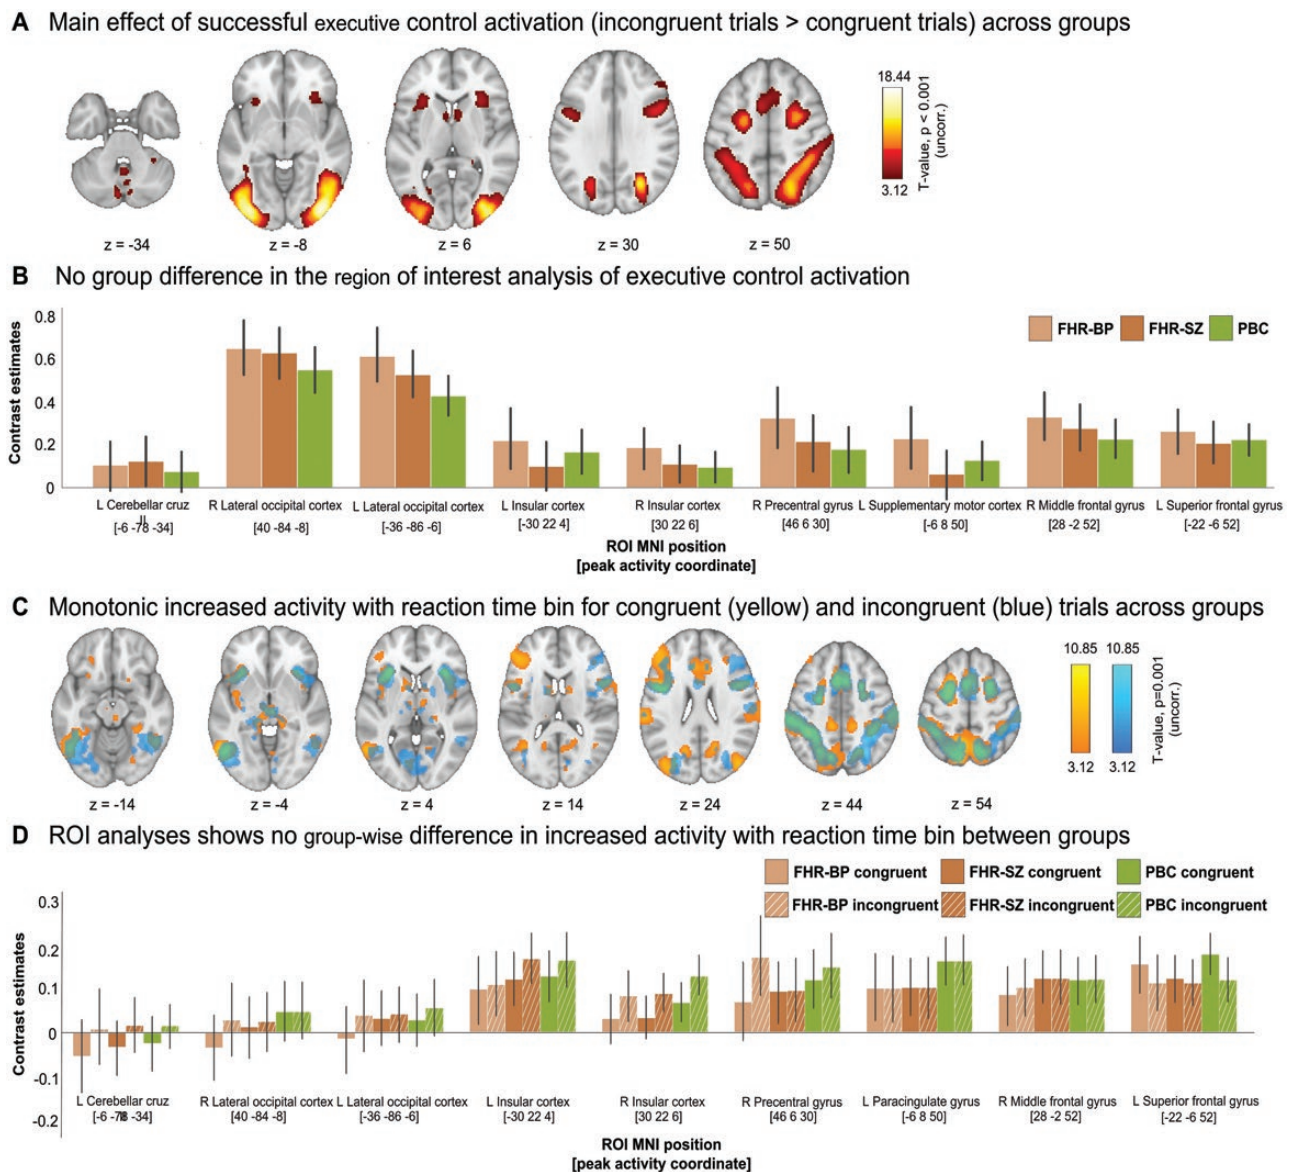 A Main effect of successful executive control activation (incongruent trials > congruent trials) across groups
18.44
3.12
T-value, p < 0.001
(uncorr.)
z = -34
z = -8
z = 6
z = 30
z = 50
B No group difference in the region of interest analysis of executive control activation
FHR-BP
FHR-SZ
PBC
Contrast estimates
0.8
0.6
0.4
0.2
0
L Cerebellar cruz
II
[-6 -78 -34]
R Lateral occipital cortex
[40 -84 -8]
L Lateral occipital cortex
[-36 -86 -6]
L Insular cortex
[-30 22 4]
R Insular cortex
[30 22 6]
R Precentral gyrus
[46 6 30]
L Supplementary motor cortex
[-6 8 50]
R Middle frontal gyrus
[28 -2 52]
L Superior frontal gyrus
[-22 -6 52]
ROI MNI position
[peak activity coordinate]
C Monotonic increased activity with reaction time bin for congruent (yellow) and incongruent (blue) trials across groups
10.85
10.85
3.12
3.12
T-value, p=0.001
(uncorr.)
z = -14
z = -4
z = 4
z = 14
z = 24
z = 44
z = 54
D ROI analyses shows no group-wise difference in increased activity with reaction time bin between groups
FHR-BP congruent
FHR-SZ congruent
PBC congruent
FHR-BP incongruent
FHR-SZ incongruent
PBC incongruent
Contrast estimates
0.3
0.2
0.1
0
-0.1
-0.2
L Cerebellar cruz
II
[-6 -78 -34]
R Lateral occipital cortex
[40 -84 -8]
L Lateral occipital cortex
[-36 -86 -6]
L Insular cortex
[-30 22 4]
R Insular cortex
[30 22 6]
R Precentral gyrus
[46 6 30]
L Paracingulate gyrus
[-6 8 50]
R Middle frontal gyrus
[28 -2 52]
L Superior frontal gyrus
[-22 -6 52]
ROI MNI position
[peak activity coordinate]